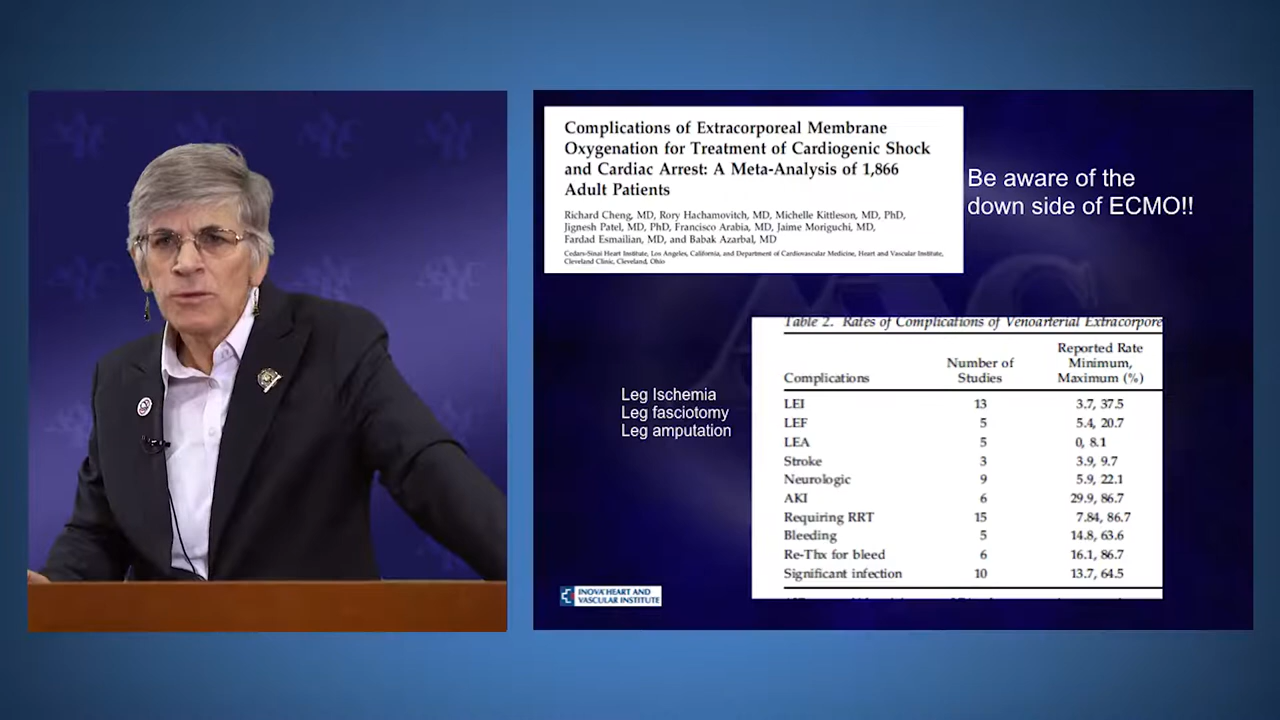 Complications of Extracorporeal Membrane
Oxygenation for Treatment of Cardiogenic Shock
and Cardiac Arrest: A Meta-Analysis of 1,866
Adult Patients
Richard Cheng, MD, Rory Hachamovitch, MD, Michelle Kittleson, MD, PhD,
Jignesh Patel, MD, PhD, Francisco Arabia, MD, Jaime Moriguchi, MD,
Fardad Esmailian, MD, and Babak Azarbal, MD
Cedars-Sinai Heart Institute, Los Angeles, California, and Department of Cardiovascular Medicine, Heart and Vascular Institute,
Cleveland Clinic, Cleveland, Ohio
Be aware of the
down side of ECMO!!
Leg Ischemia
Leg fasciotomy
Leg amputation
Table 2. Rates of Complications of Venoarterial Extracorpore
Complications Number of Studies Reported Rate Minimum, Maximum (%)
LEI 13 3.7, 37.5
LEF 5 5.4, 20.7
LEA 5 0, 8.1
Stroke 3 3.9, 9.7
Neurologic 9 5.9, 22.1
AKI 6 29.9, 86.7
Requiring RRT 15 7.84, 86.7
Bleeding 5 14.8, 63.6
Re-Thx for bleed 6 16.1, 86.7
Significant infection 10 13.7, 64.5
INOVA HEART AND
VASCULAR INSTITUTE